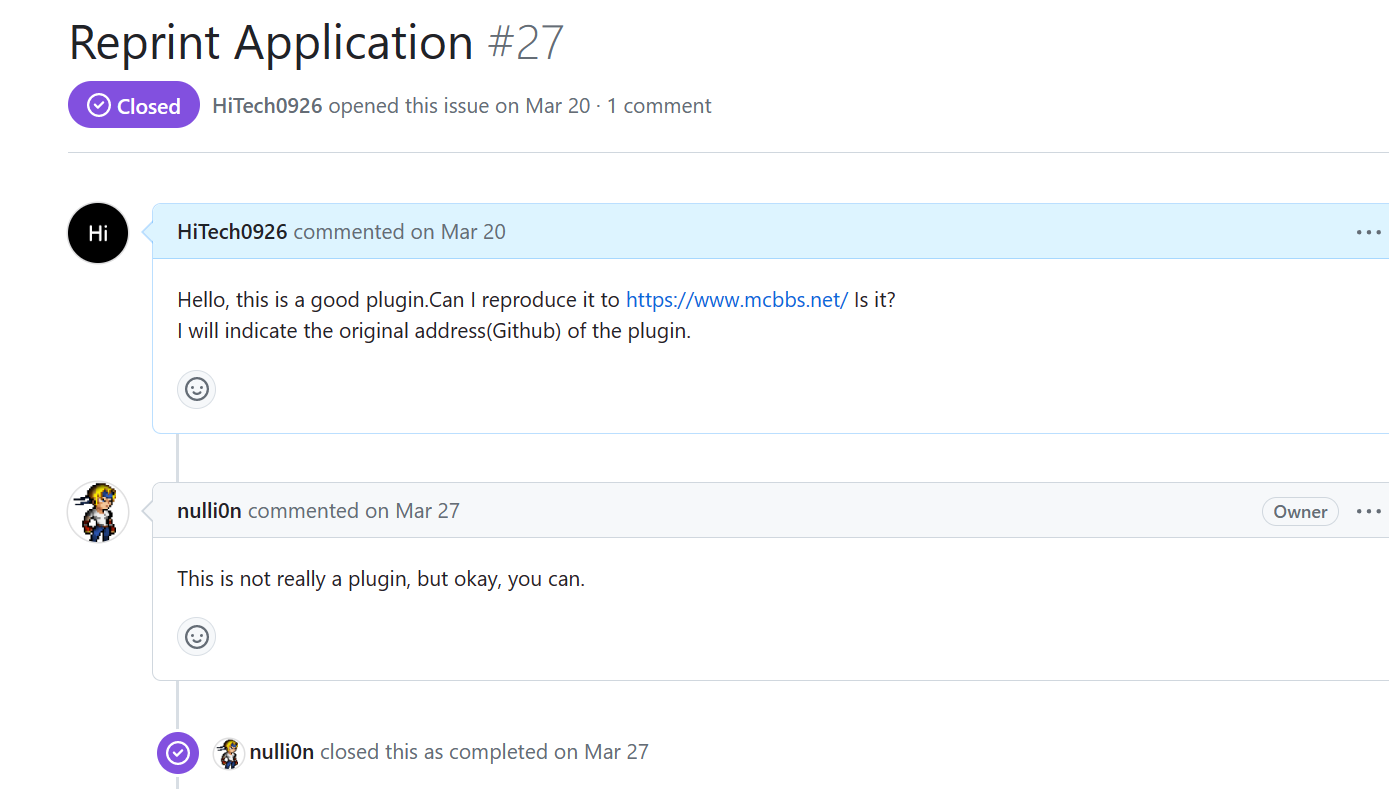 Reprint Application #27
Closed HiTech0926 opened this issue on Mar 20 · 1 comment
Hi
HiTech0926 commented on Mar 20
Hello, this is a good plugin.Can I reproduce it to https://www.mcbbs.net/ Is it?
I will indicate the original address(Github) of the plugin.
nulli0n commented on Mar 27 Owner
This is not really a plugin, but okay, you can.
nulli0n closed this as completed on Mar 27